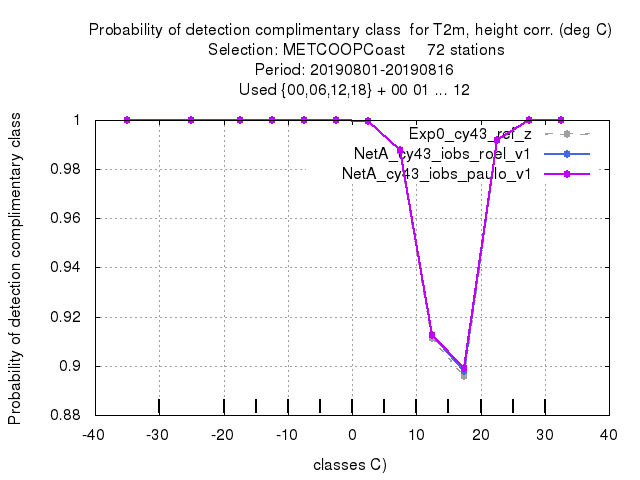 Probability of detection complimentary class  for T2m, height corr. (deg C)
Selection: METCOOPCoast     72 stations
Period: 20190801-20190816
Used {00,06,12,18} + 00 01 ... 12
Probability of detection complimentary class
1
0.98
0.96
0.94
0.92
0.9
0.88
Exp0_cy43_ref_z
NetA_cy43_iobs_roel_v1
NetA_cy43_iobs_paulo_v1
-40 -30 -20 -10 0 10 20 30 40
classes C)